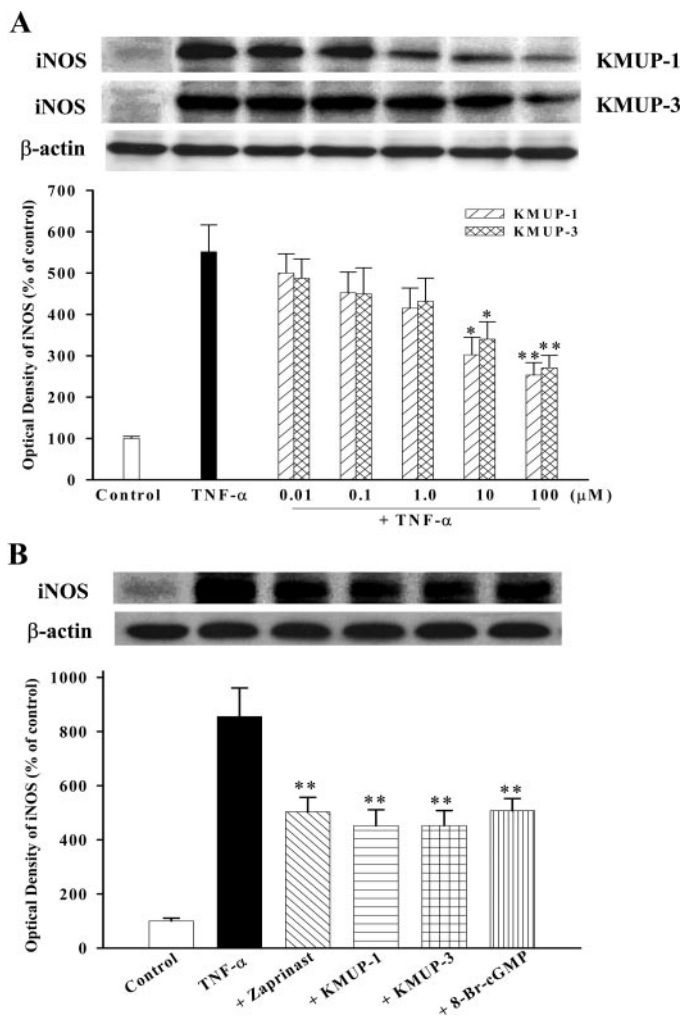 A
iNOS KMUP-1
iNOS KMUP-3
β-actin
Optical Density of iNOS (% of control)
700
600
500
400
300
200
100
0
KMUP-1
KMUP-3
* *
** **
Control TNF-α 0.01 0.1 1.0 10 100 (μM)
+ TNF-α
B
iNOS
β-actin
Optical Density of iNOS (% of control)
1000
800
600
400
200
0
** ** ** **
Control TNF-α + Zaprinast + KMUP-1 + KMUP-3 + 8-Br-cGMP